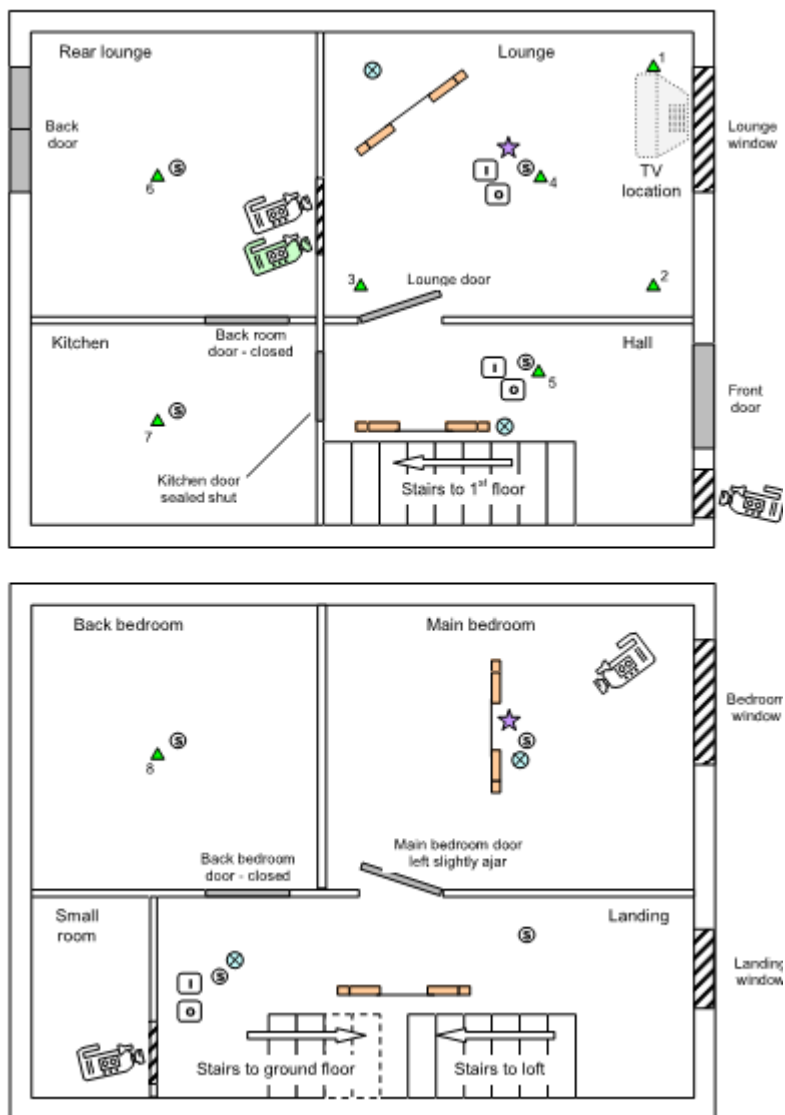 Rear lounge
Lounge
1
Back
door
Lounge
window
TV
location
S
6
I
S
4
O
3
Lounge door
2
Kitchen
Back room
door - closed
Hall
I
S
O
5
S
7
Front
door
Kitchen door
sealed shut
Stairs to 1st floor
Back bedroom
Main bedroom
Bedroom
window
S
8
S
Back bedroom
door - closed
Main bedroom door
left slightly ajar
Small
room
Landing
S
I
S
O
Landing
window
Stairs to ground floor
Stairs to loft